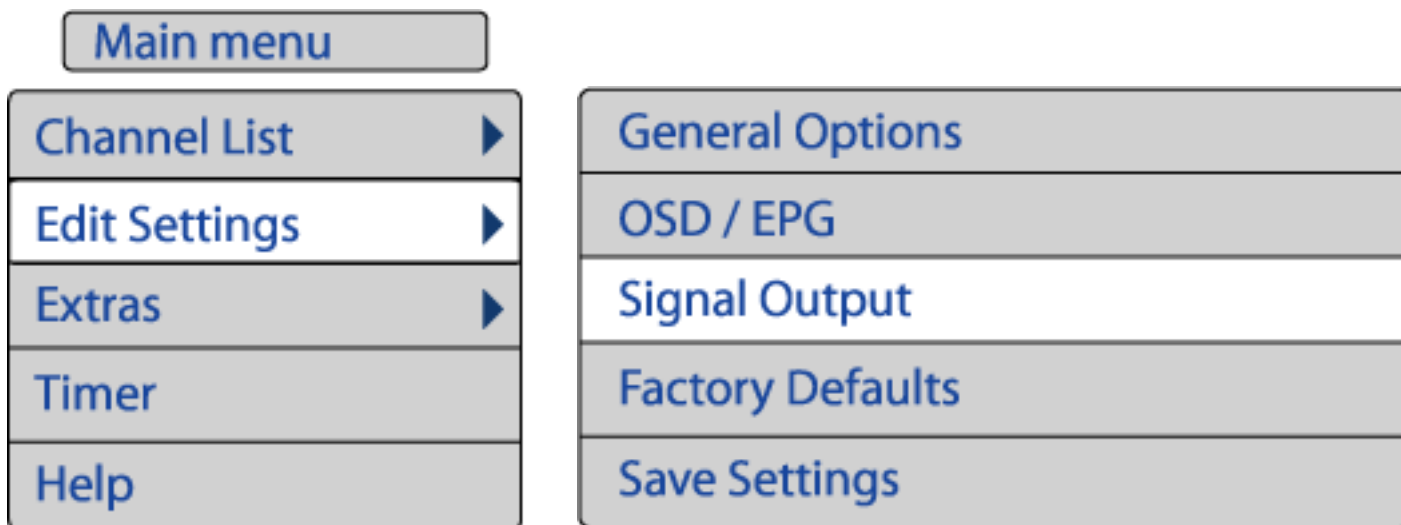 Main menu
Channel List
Edit Settings
Extras
Timer
Help
General Options
OSD / EPG
Signal Output
Factory Defaults
Save Settings